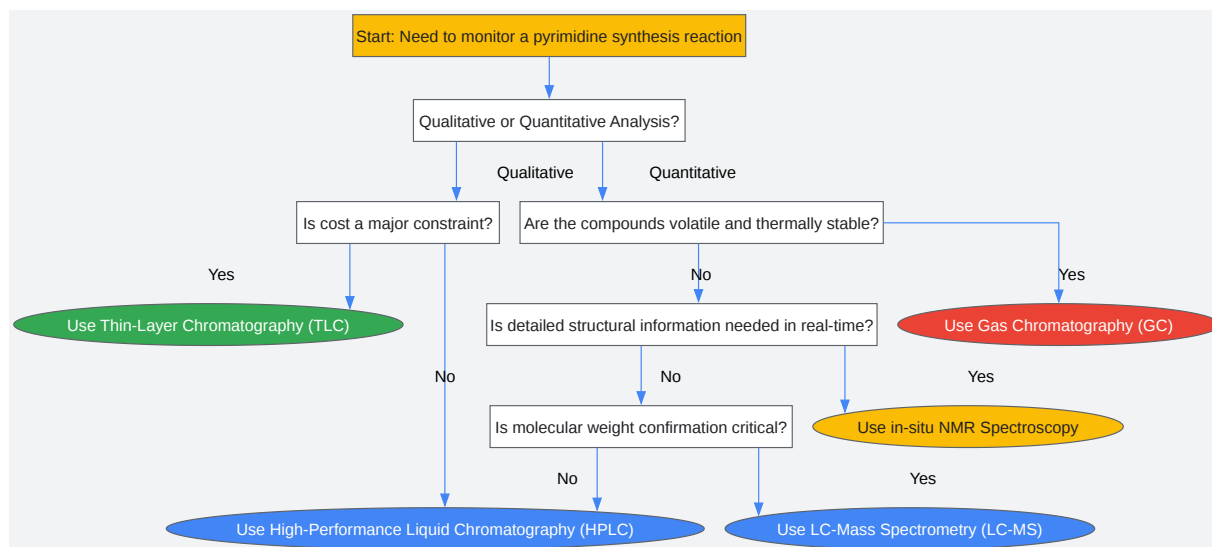 Start: Need to monitor a pyrimidine synthesis reaction
Qualitative or Quantitative Analysis?
Qualitative
Quantitative
Is cost a major constraint?
Are the compounds volatile and thermally stable?
Yes
No
Yes
Use Thin-Layer Chromatography (TLC)
Is detailed structural information needed in real-time?
Use Gas Chromatography (GC)
No
No
Yes
Is molecular weight confirmation critical?
Use in-situ NMR Spectroscopy
No
Yes
Use High-Performance Liquid Chromatography (HPLC)
Use LC-Mass Spectrometry (LC-MS)